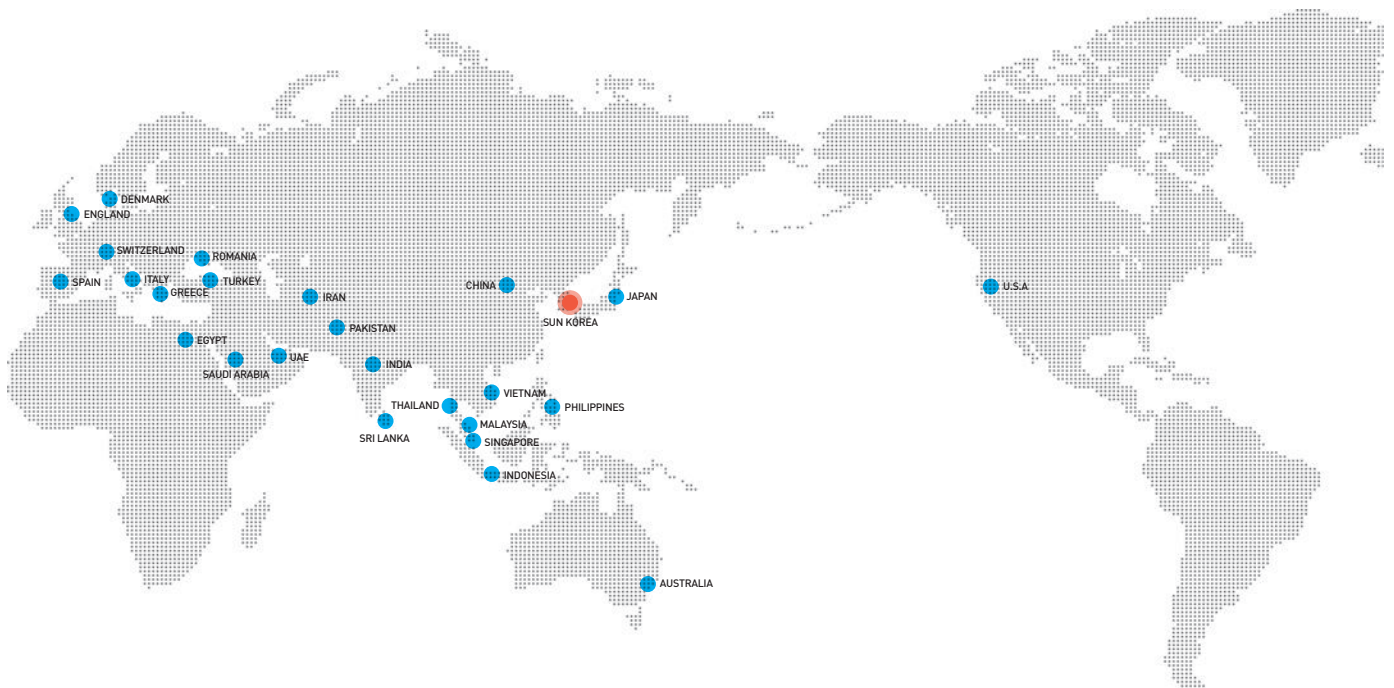 DENMARK
ENGLAND
SWITZERLAND
ROMANIA
SPAIN
ITALY
TURKEY
GREECE
IRAN
CHINA
JAPAN
U.S.A
SUN KOREA
PAKISTAN
EGYPT
UAE
SAUDI ARABIA
INDIA
VIETNAM
THAILAND
PHILIPPINES
MALAYSIA
SRI LANKA
SINGAPORE
INDONESIA
AUSTRALIA